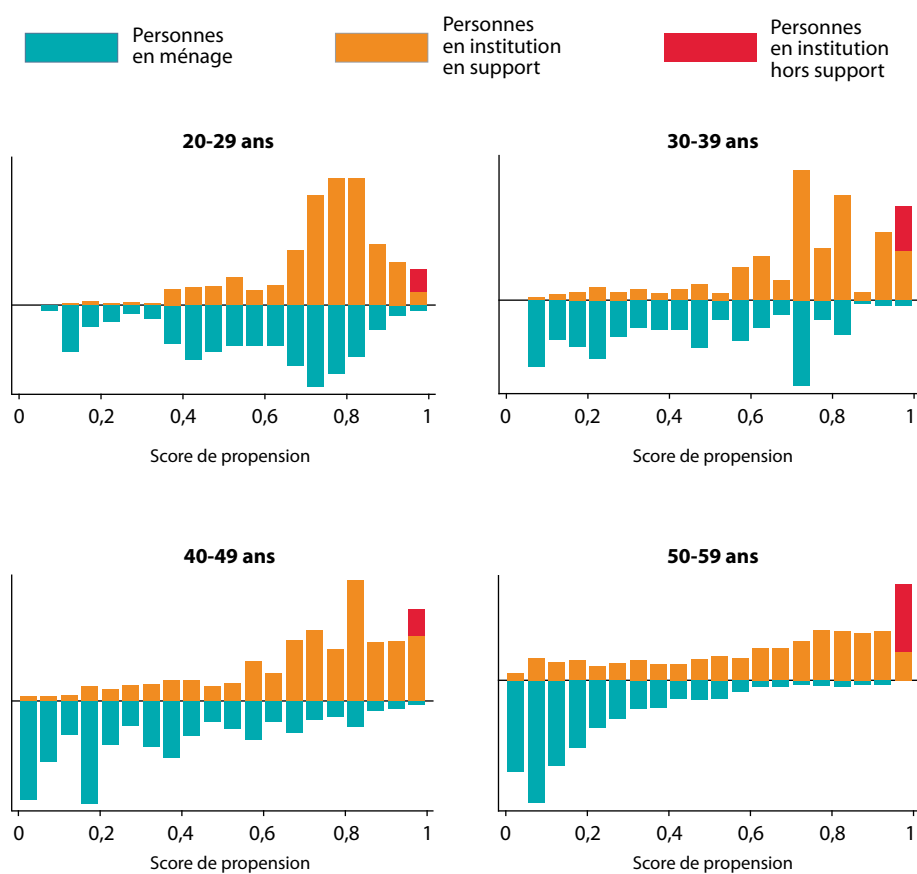 Personnes
en ménage
Personnes
en institution
en support
Personnes
en institution
hors support
20-29 ans
30-39 ans
0 0,2 0,4 0,6 0,8 1
0 0,2 0,4 0,6 0,8 1
Score de propension
Score de propension
40-49 ans
50-59 ans
0 0,2 0,4 0,6 0,8 1
0 0,2 0,4 0,6 0,8 1
Score de propension
Score de propension